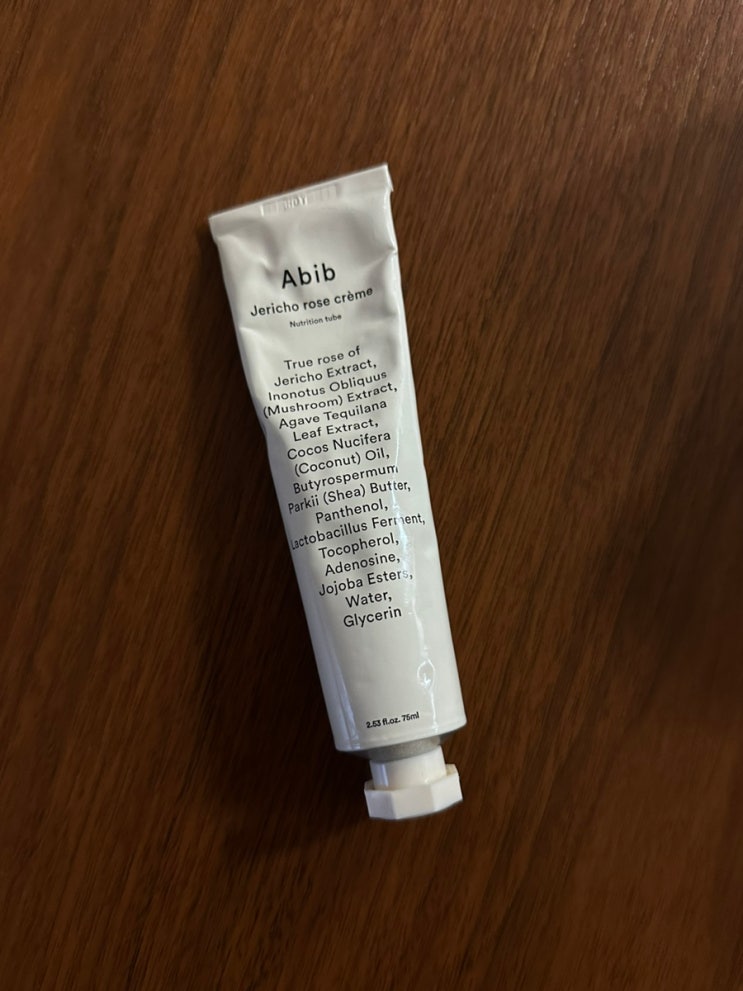 Abib
Jericho rose crème
Nutrition tube
True rose of
Jericho Extract,
Inonotus Obliquus
(Mushroom) Extract,
Agave Tequilana
Leaf Extract,
Cocos Nucifera
(Coconut) Oil,
Butyrospermum
Parkii (Shea) Butter,
Panthenol,
Lactobacillus Ferment,
Tocopherol,
Adenosine,
Jojoba Esters,
Water,
Glycerin
2.53 fl.oz. 75ml